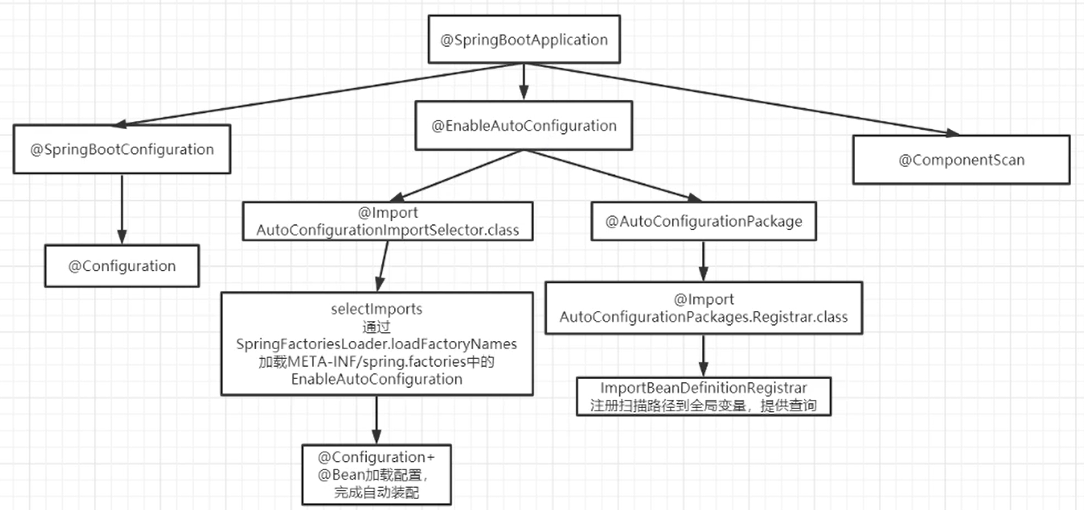 @SpringBootApplication
@SpringBootConfiguration
@EnableAutoConfiguration
@ComponentScan
@Configuration
@Import
AutoConfigurationImportSelector.class
@AutoConfigurationPackage
selectImports
通过
SpringFactoriesLoader.loadFactoryNames
加载META-INF/spring.factories中的
EnableAutoConfiguration
@Import
AutoConfigurationPackages.Registrar.class
ImportBeanDefinitionRegistrar
注册扫描路径到全局变量，提供查询
@Configuration+
@Bean加载配置，
完成自动装配